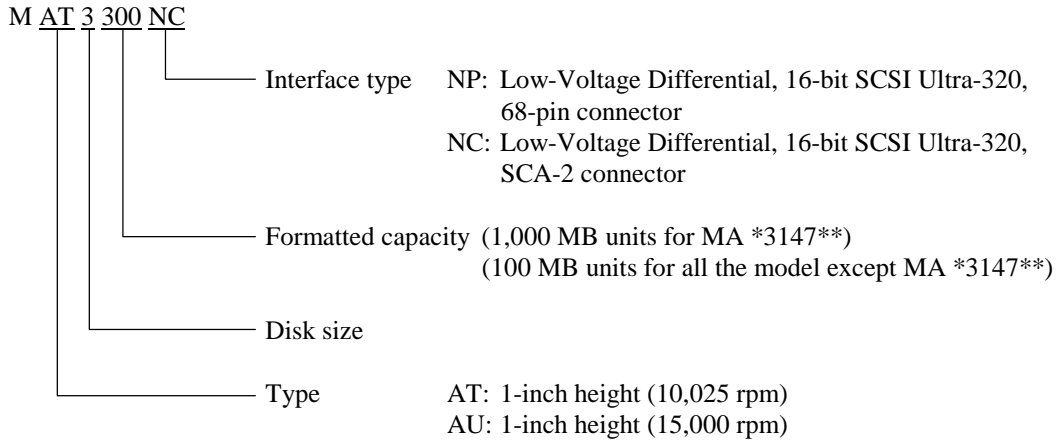 M AT 3 300 NC
Interface type NP: Low-Voltage Differential, 16-bit SCSI Ultra-320,
68-pin connector
NC: Low-Voltage Differential, 16-bit SCSI Ultra-320,
SCA-2 connector
Formatted capacity (1,000 MB units for MA *3147**)
(100 MB units for all the model except MA *3147**)
Disk size
Type AT: 1-inch height (10,025 rpm)
AU: 1-inch height (15,000 rpm)